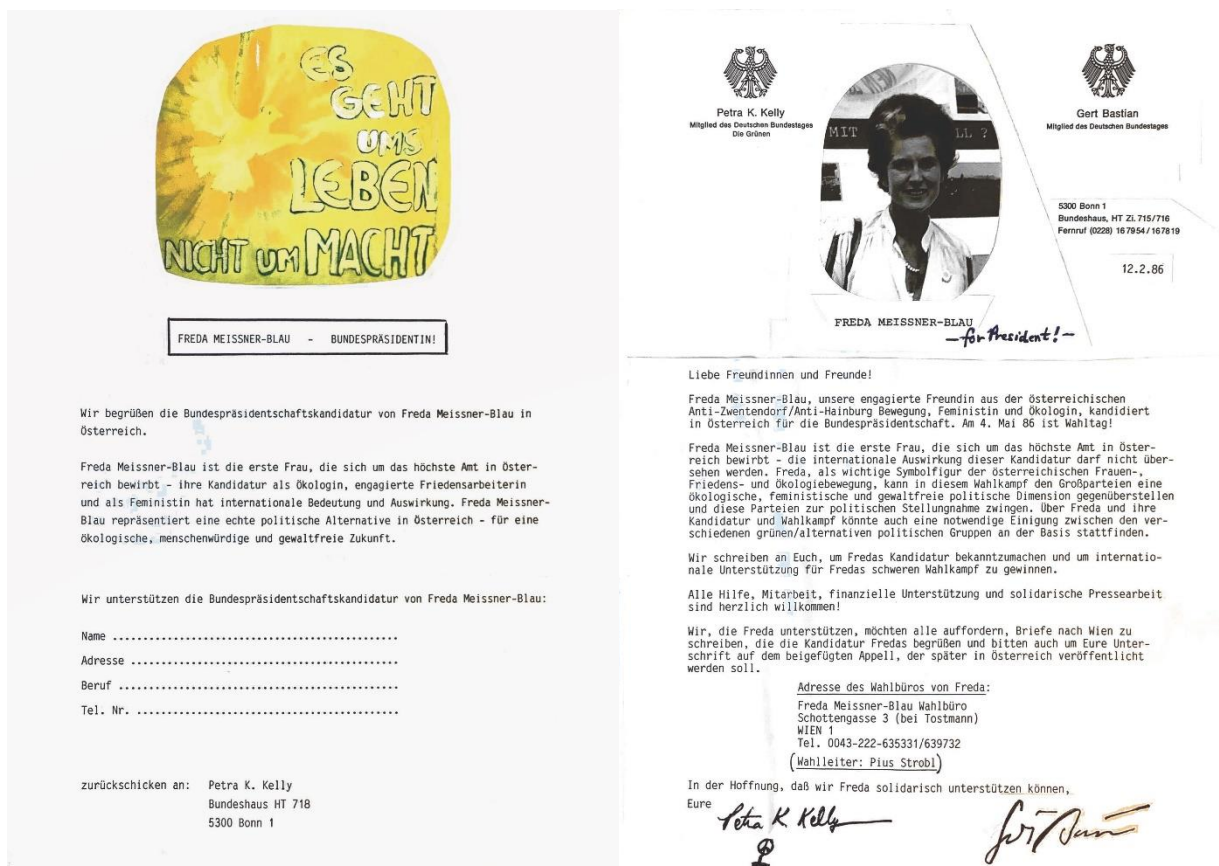 ES
GEHT
UMS
LEBEN
NICHT UM MACHT
FREDA MEISSNER-BLAU - BUNDESPRÄSIDENTIN!
Wir begrüßen die Bundespräsidentschaftskandidatur von Freda Meissner-Blau in
Österreich.
Freda Meissner-Blau ist die erste Frau, die sich um das höchste Amt in Öster-
reich bewirbt - ihre Kandidatur als Ökologin, engagierte Friedensarbeiterin
und als Feministin hat internationale Bedeutung und Auswirkung. Freda Meissner-
Blau repräsentiert eine echte politische Alternative in Österreich - für eine
ökologische, menschenwürdige und gewaltfreie Zukunft.
Wir unterstützen die Bundespräsidentschaftskandidatur von Freda Meissner-Blau:
Name ................................................
Adresse .............................................
Beruf ...............................................
Tel. Nr. ............................................
zurückschicken an: Petra K. Kelly
Bundeshaus HT 718
5300 Bonn 1
Petra K. Kelly
Mitglied des Deutschen Bundestages
Die Grünen
MIT LL ?
Gert Bastian
Mitglied des Deutschen Bundestages
5300 Bonn 1
Bundeshaus, HT Zi. 715/716
Fernruf (0228) 167954/167819
12.2.86
FREDA MEISSNER-BLAU
-for President!-
Liebe Freundinnen und Freunde!
Freda Meissner-Blau, unsere engagierte Freundin aus der österreichischen
Anti-Zwentendorf/Anti-Hainburg Bewegung, Feministin und Ökologin, kandidiert
in Österreich für die Bundespräsidentschaft. Am 4. Mai 86 ist Wahltag!
Freda Meissner-Blau ist die erste Frau, die sich um das höchste Amt in Öster-
reich bewirbt - die internationale Auswirkung dieser Kandidatur darf nicht über-
sehen werden. Freda, als wichtige Symbolfigur der österreichischen Frauen-,
Friedens- und Ökologiebewegung, kann in diesem Wahlkampf den Großparteien eine
ökologische, feministische und gewaltfreie politische Dimension gegenüberstellen
und diese Parteien zur politischen Stellungnahme zwingen. Über Freda und ihre
Kandidatur und Wahlkampf könnte auch eine notwendige Einigung zwischen den ver-
schiedenen grünen/alternativen politischen Gruppen an der Basis stattfinden.
Wir schreiben an Euch, um Fredas Kandidatur bekanntzumachen und um internatio-
nale Unterstützung für Fredas schweren Wahlkampf zu gewinnen.
Alle Hilfe, Mitarbeit, finanzielle Unterstützung und solidarische Pressearbeit
sind herzlich willkommen!
Wir, die Freda unterstützen, möchten alle auffordern, Briefe nach Wien zu
schreiben, die die Kandidatur Fredas begrüßen und bitten auch um Eure Unter-
schrift auf dem beigefügten Appell, der später in Österreich veröffentlicht
werden soll.
Adresse des Wahlbüros von Freda:
Freda Meissner-Blau Wahlbüro
Schottengasse 3 (bei Tostmann)
WIEN 1
Tel. 0043-222-635331/639732
(Wahlleiter: Pius Strobl)
In der Hoffnung, daß wir Freda solidarisch unterstützen können,
Eure
Petra K Kelly